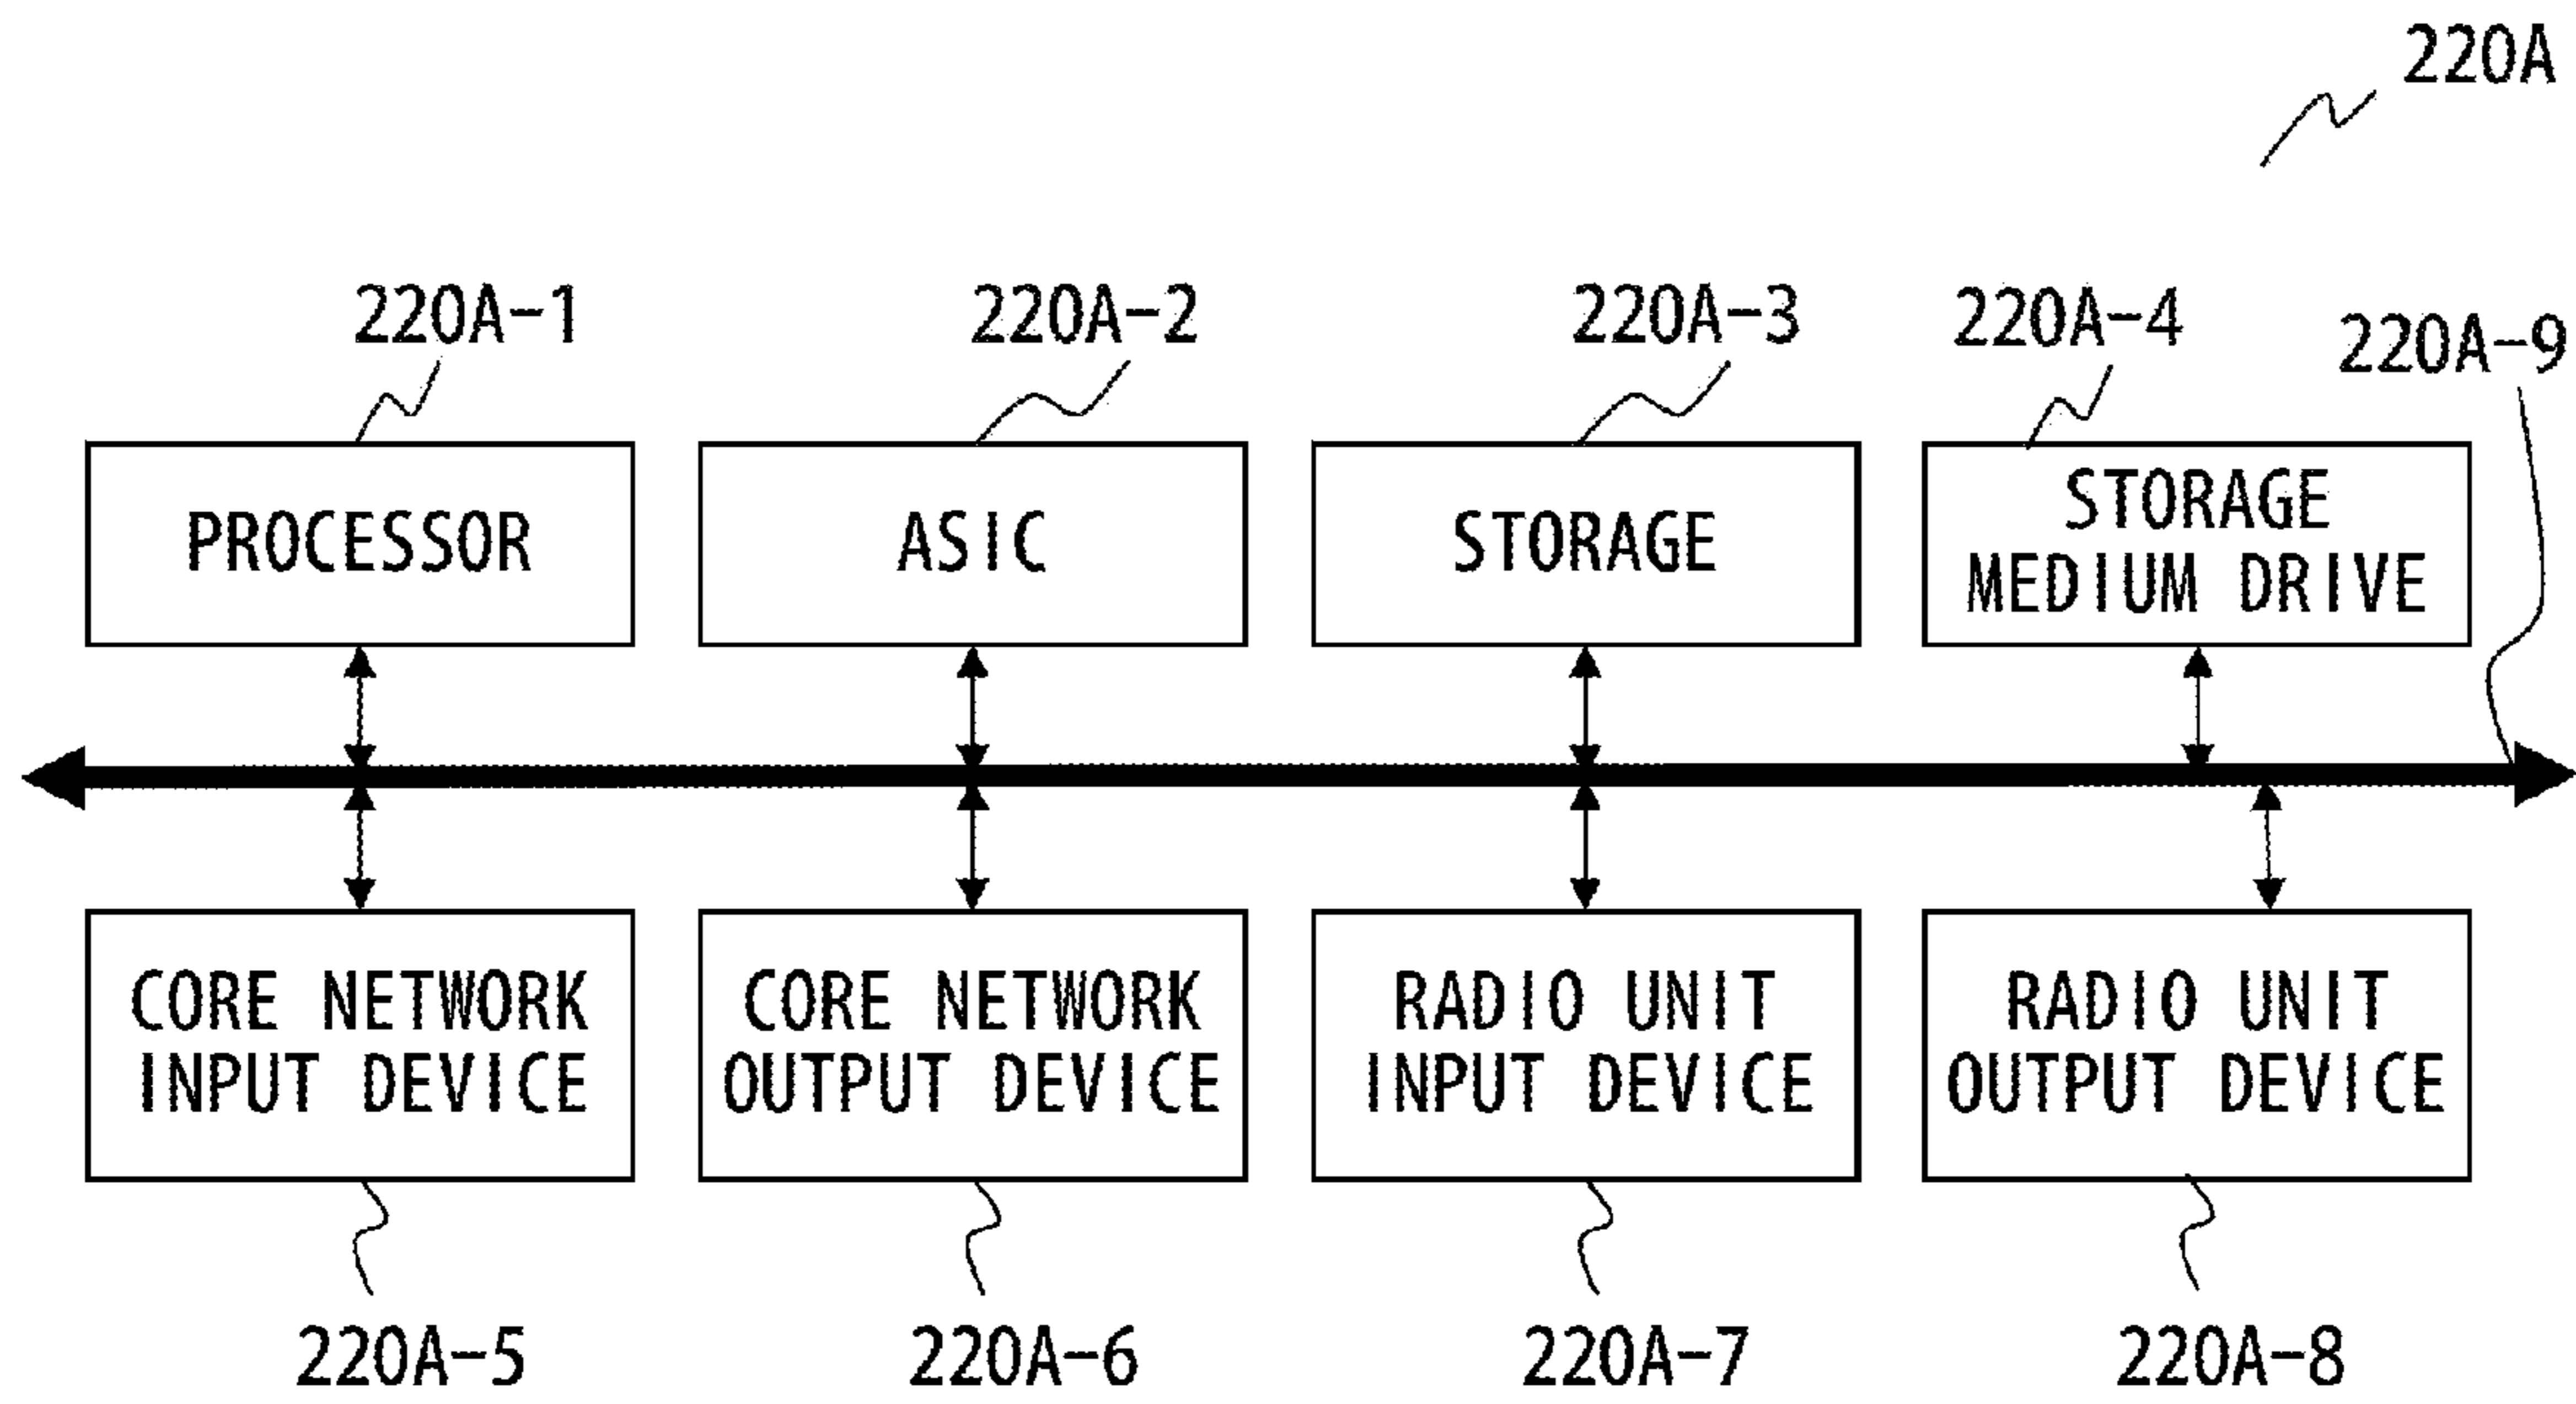 220A
220A-1
220A-2
220A-3
220A-4
220A-9
PROCESSOR
ASIC
STORAGE
STORAGE
MEDIUM DRIVE
CORE NETWORK
INPUT DEVICE
CORE NETWORK
OUTPUT DEVICE
RADIO UNIT
INPUT DEVICE
RADIO UNIT
OUTPUT DEVICE
220A-5
220A-6
220A-7
220A-8